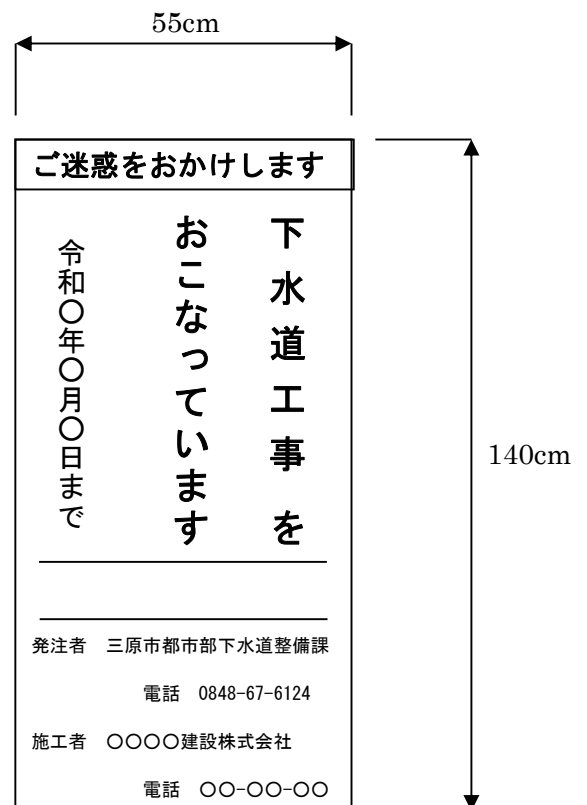 55cm
ご迷惑をおかけします
下水道工事を
おこなっています
令和〇年〇月〇日まで
140cm
発注者 三原市都市部下水道整備課
電話 0848-67-6124
施工者 〇〇〇〇建設株式会社
電話 〇〇-〇〇-〇〇